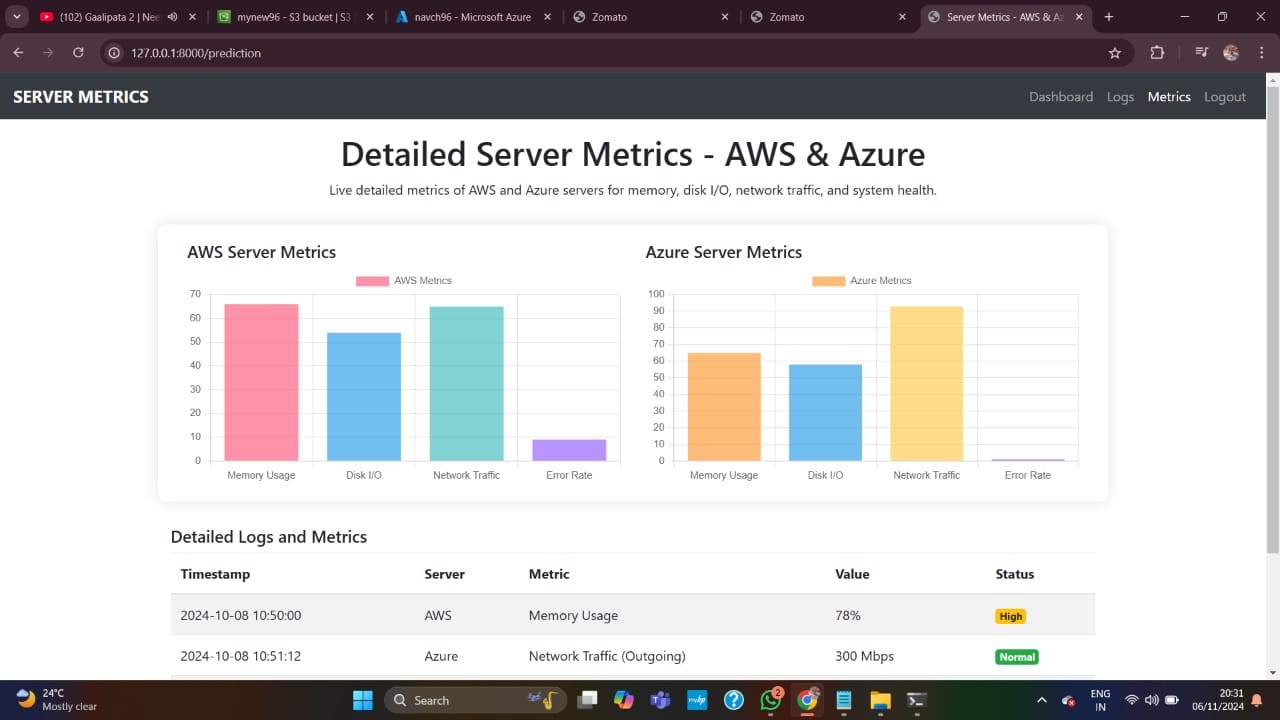 (102) Gaalipata 2 | Nee
mynew96 - S3 bucket | S3
navch96 - Microsoft Azure
Zomato
Zomato
Server Metrics - AWS & Az
127.0.0.1:8000/prediction
SERVER METRICS
Dashboard Logs Metrics Logout
Detailed Server Metrics - AWS & Azure
Live detailed metrics of AWS and Azure servers for memory, disk I/O, network traffic, and system health.
AWS Server Metrics
AWS Metrics
70
60
50
40
30
20
10
0
Memory Usage Disk I/O Network Traffic Error Rate
Azure Server Metrics
Azure Metrics
100
90
80
70
60
50
40
30
20
10
0
Memory Usage Disk I/O Network Traffic Error Rate
Detailed Logs and Metrics
Timestamp Server Metric Value Status
2024-10-08 10:50:00 AWS Memory Usage 78% High
2024-10-08 10:51:12 Azure Network Traffic (Outgoing) 300 Mbps Normal
24°C
Mostly clear
Search
myhp
2
ENG
IN
20:31
06/11/2024